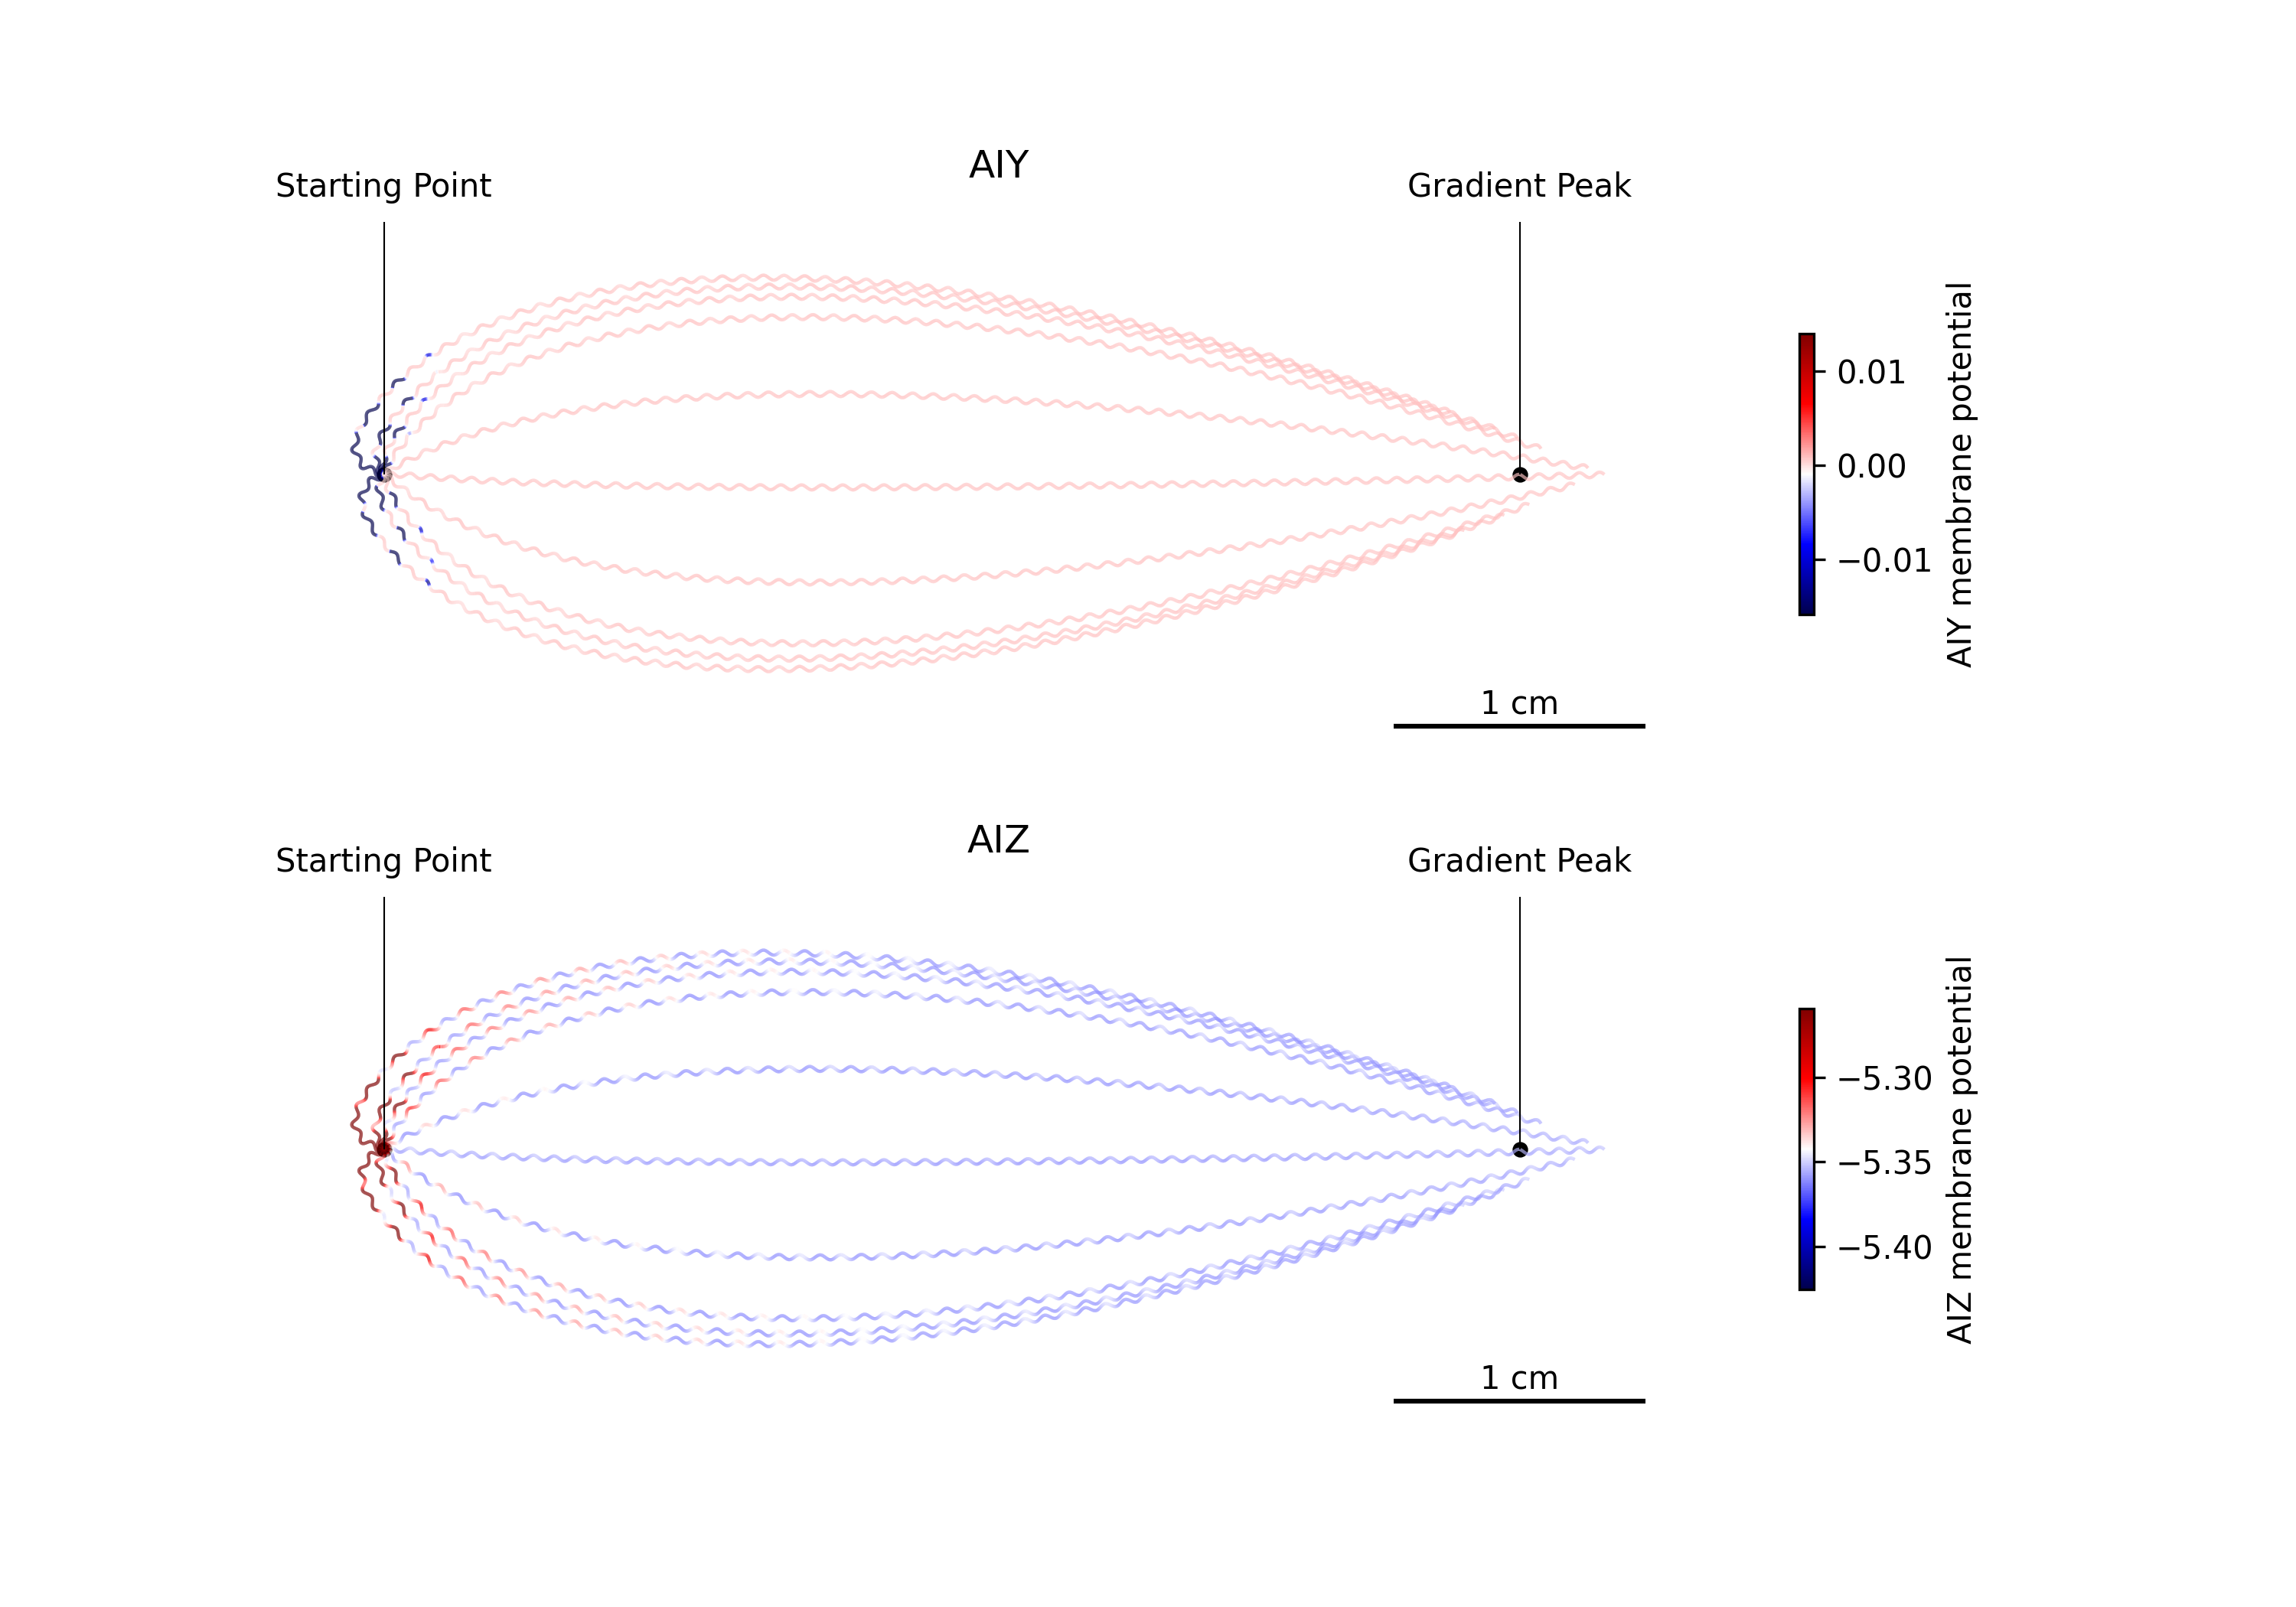 AIY
Starting Point
Gradient Peak
0.01
0.00
−0.01
AIY membrane potential
1 cm
AIZ
Starting Point
Gradient Peak
−5.30
−5.35
−5.40
AIZ membrane potential
1 cm